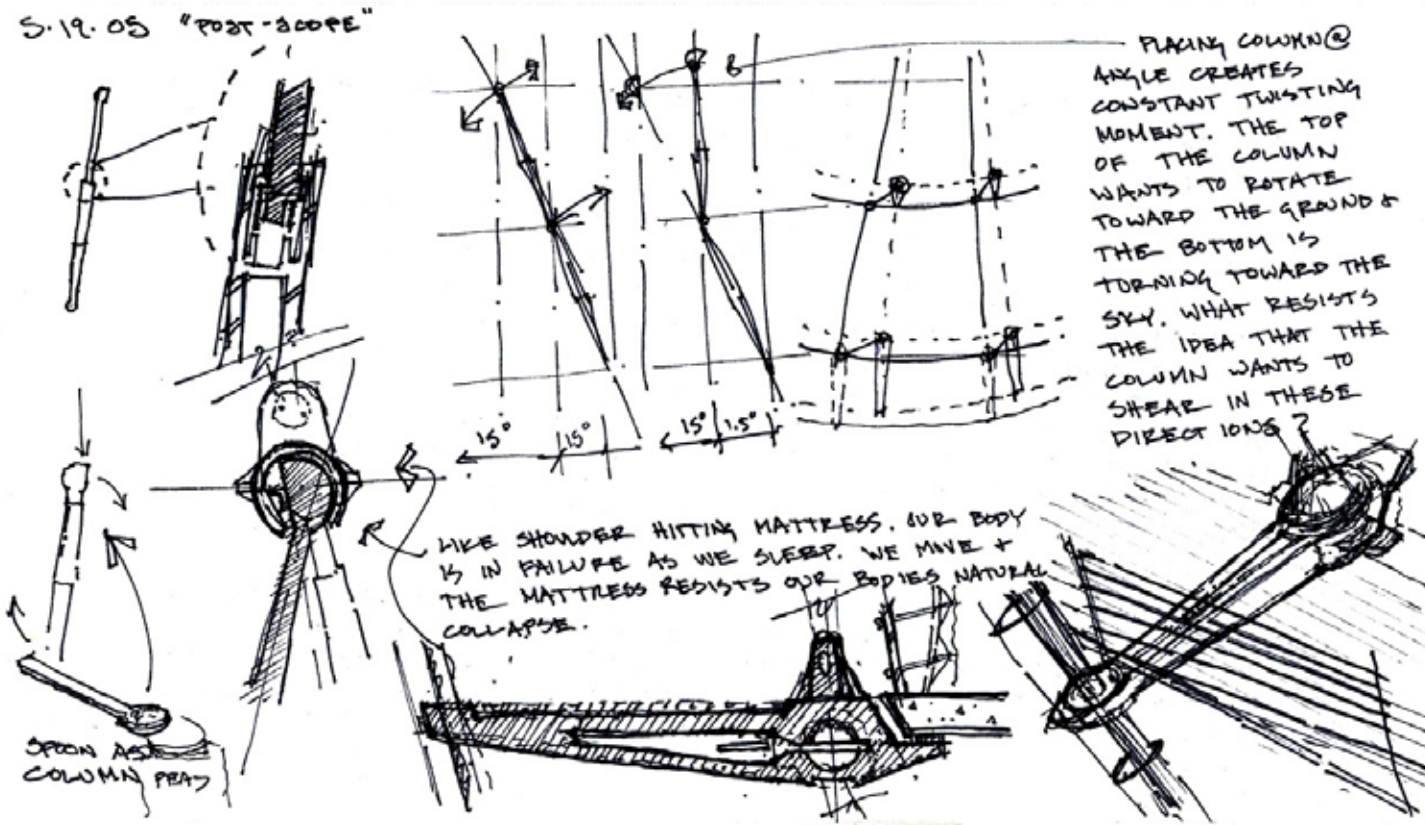 5.19.05 "POST-SCOPE"
PLACING COLUMN @
ANGLE CREATES
CONSTANT TWISTING
MOMENT. THE TOP
OF THE COLUMN
WANTS TO ROTATE
TOWARD THE GROUND &
THE BOTTOM IS
TURNING TOWARD THE
SKY. WHAT RESISTS
THE IDEA THAT THE
COLUMN WANTS TO
SHEAR IN THESE
DIRECTIONS?
15° 15° 15° 1.5°
LIKE SHOULDER HITTING MATTRESS. OUR BODY
IS IN FAILURE AS WE SLEEP. WE MOVE &
THE MATTRESS RESISTS OUR BODIES NATURAL
COLLAPSE.
SPOON AS
COLUMN